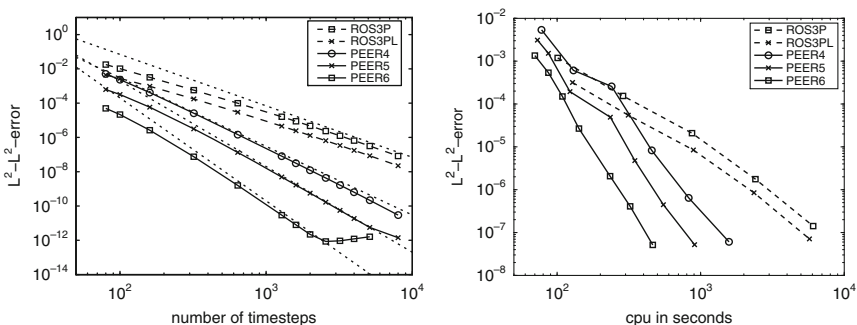 10^0
10^-2
10^-4
10^-6
10^-8
10^-10
10^-12
10^-14
L^2-L^2-error
10^2
10^3
10^4
number of timesteps
ROS3P
ROS3PL
PEER4
PEER5
PEER6
10^-2
10^-3
10^-4
10^-5
10^-6
10^-7
10^-8
L^2-L^2-error
10^2
10^3
10^4
cpu in seconds
ROS3P
ROS3PL
PEER4
PEER5
PEER6